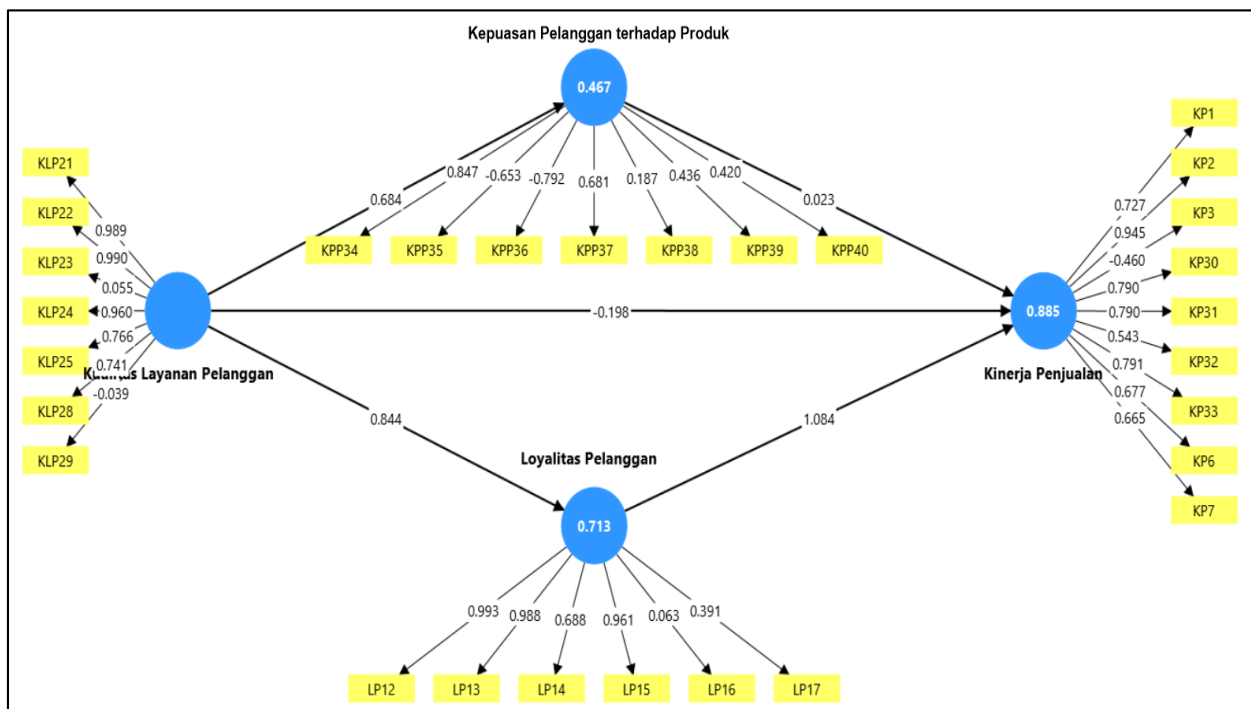 Kepuasan Pelanggan terhadap Produk
0.467
KLP21
KLP22
KLP23
KLP24
KLP25
KLP28
KLP29
0.989
0.990
0.055
0.960
0.766
0.741
-0.039
Kualitas Layanan Pelanggan
0.684
0.847
-0.653
-0.792
0.681
0.187
0.436
0.420
0.023
KPP34
KPP35
KPP36
KPP37
KPP38
KPP39
KPP40
-0.198
0.844
1.084
Loyalitas Pelanggan
0.713
0.993
0.988
0.688
0.961
0.063
0.391
LP12
LP13
LP14
LP15
LP16
LP17
0.885
Kinerja Penjualan
0.727
0.945
-0.460
0.790
0.790
0.543
0.791
0.677
0.665
KP1
KP2
KP3
KP30
KP31
KP32
KP33
KP6
KP7